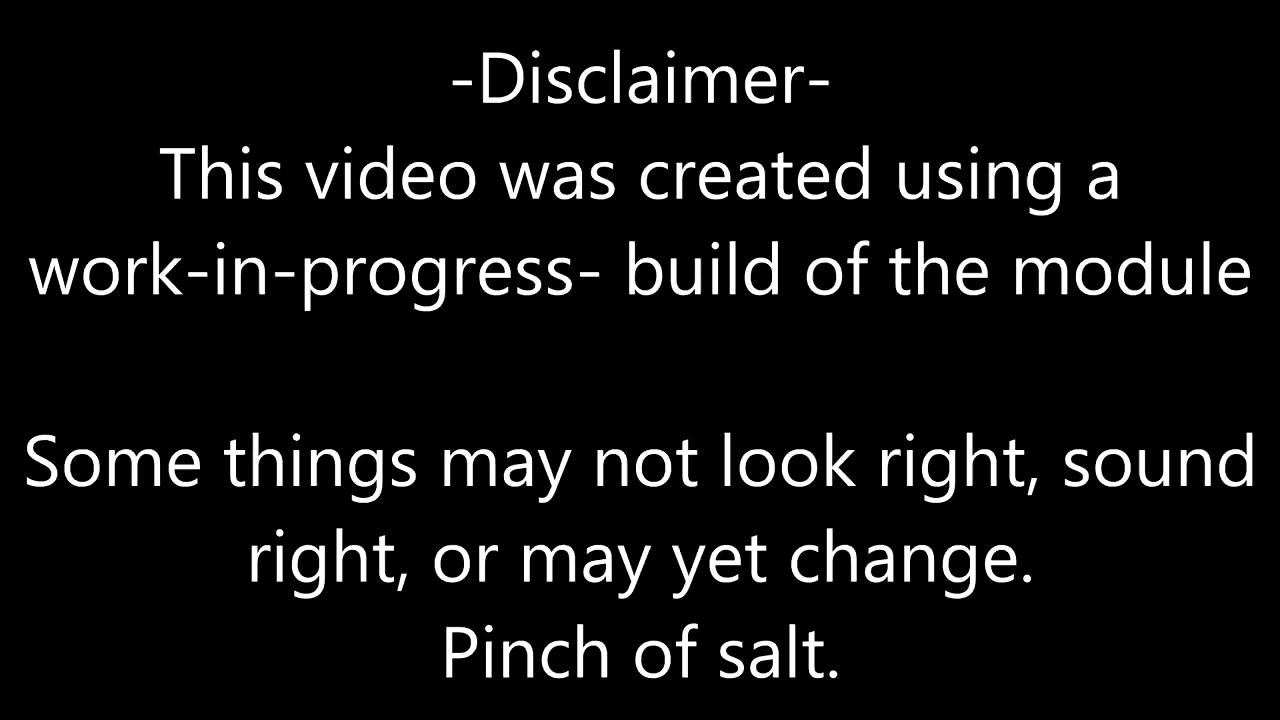 -Disclaimer-
This video was created using a
work-in-progress- build of the module
Some things may not look right, sound
right, or may yet change.
Pinch of salt.